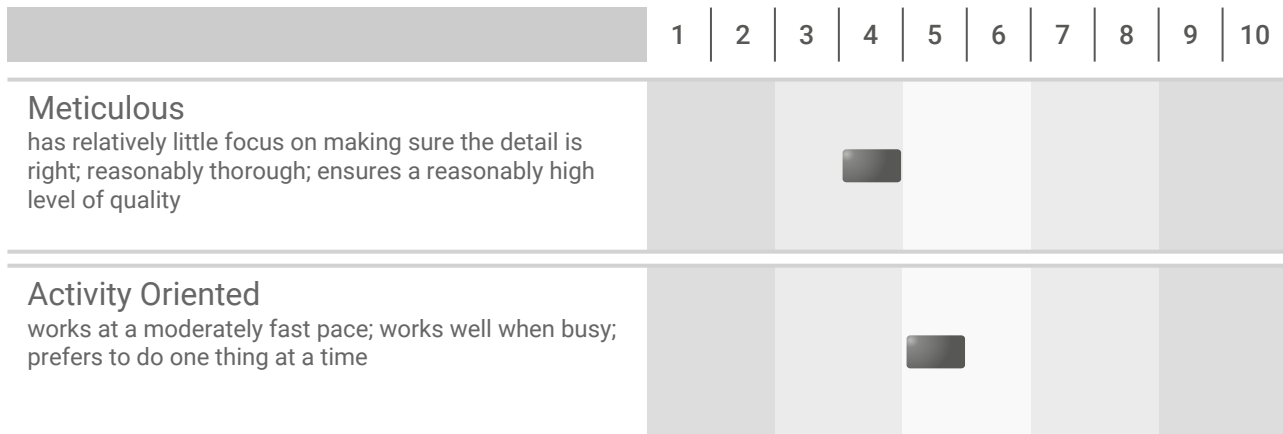 1 2 3 4 5 6 7 8 9 10
Meticulous
has relatively little focus on making sure the detail is
right; reasonably thorough; ensures a reasonably high
level of quality
Activity Oriented
works at a moderately fast pace; works well when busy;
prefers to do one thing at a time